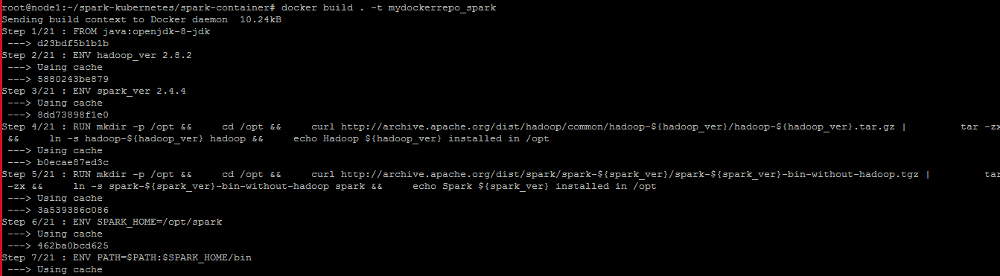 root@node1:~/spark-kubernetes/spark-container# docker build . -t mydockerrepo_spark
Sending build context to Docker daemon  10.24kB
Step 1/21 : FROM java:openjdk-8-jdk
 ---> d23bdf5b1b1b
Step 2/21 : ENV hadoop_ver 2.8.2
 ---> Using cache
 ---> 5880243be879
Step 3/21 : ENV spark_ver 2.4.4
 ---> Using cache
 ---> 8dd73898f1e0
Step 4/21 : RUN mkdir -p /opt &&     cd /opt &&     curl http://archive.apache.org/dist/hadoop/common/hadoop-${hadoop_ver}/hadoop-${hadoop_ver}.tar.gz |         tar -zx
 &&     ln -s hadoop-${hadoop_ver} hadoop &&     echo Hadoop ${hadoop_ver} installed in /opt
 ---> Using cache
 ---> b0ecae87ed3c
Step 5/21 : RUN mkdir -p /opt &&     cd /opt &&     curl http://archive.apache.org/dist/spark/spark-${spark_ver}/spark-${spark_ver}-bin-without-hadoop.tgz |         tar
-zx &&     ln -s spark-${spark_ver}-bin-without-hadoop spark &&     echo Spark ${spark_ver} installed in /opt
 ---> Using cache
 ---> 3a539386c086
Step 6/21 : ENV SPARK_HOME=/opt/spark
 ---> Using cache
 ---> 462ba0bcd625
Step 7/21 : ENV PATH=$PATH:$SPARK_HOME/bin
 ---> Using cache